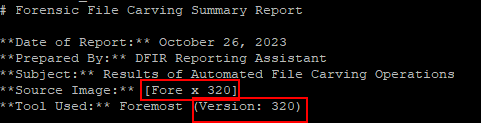 # Forensic File Carving Summary Report
**Date of Report:** October 26, 2023
**Prepared By:** DFIR Reporting Assistant
**Subject:** Results of Automated File Carving Operations
**Source Image:** [Fore x 320]
**Tool Used:** Foremost (Version: 320)